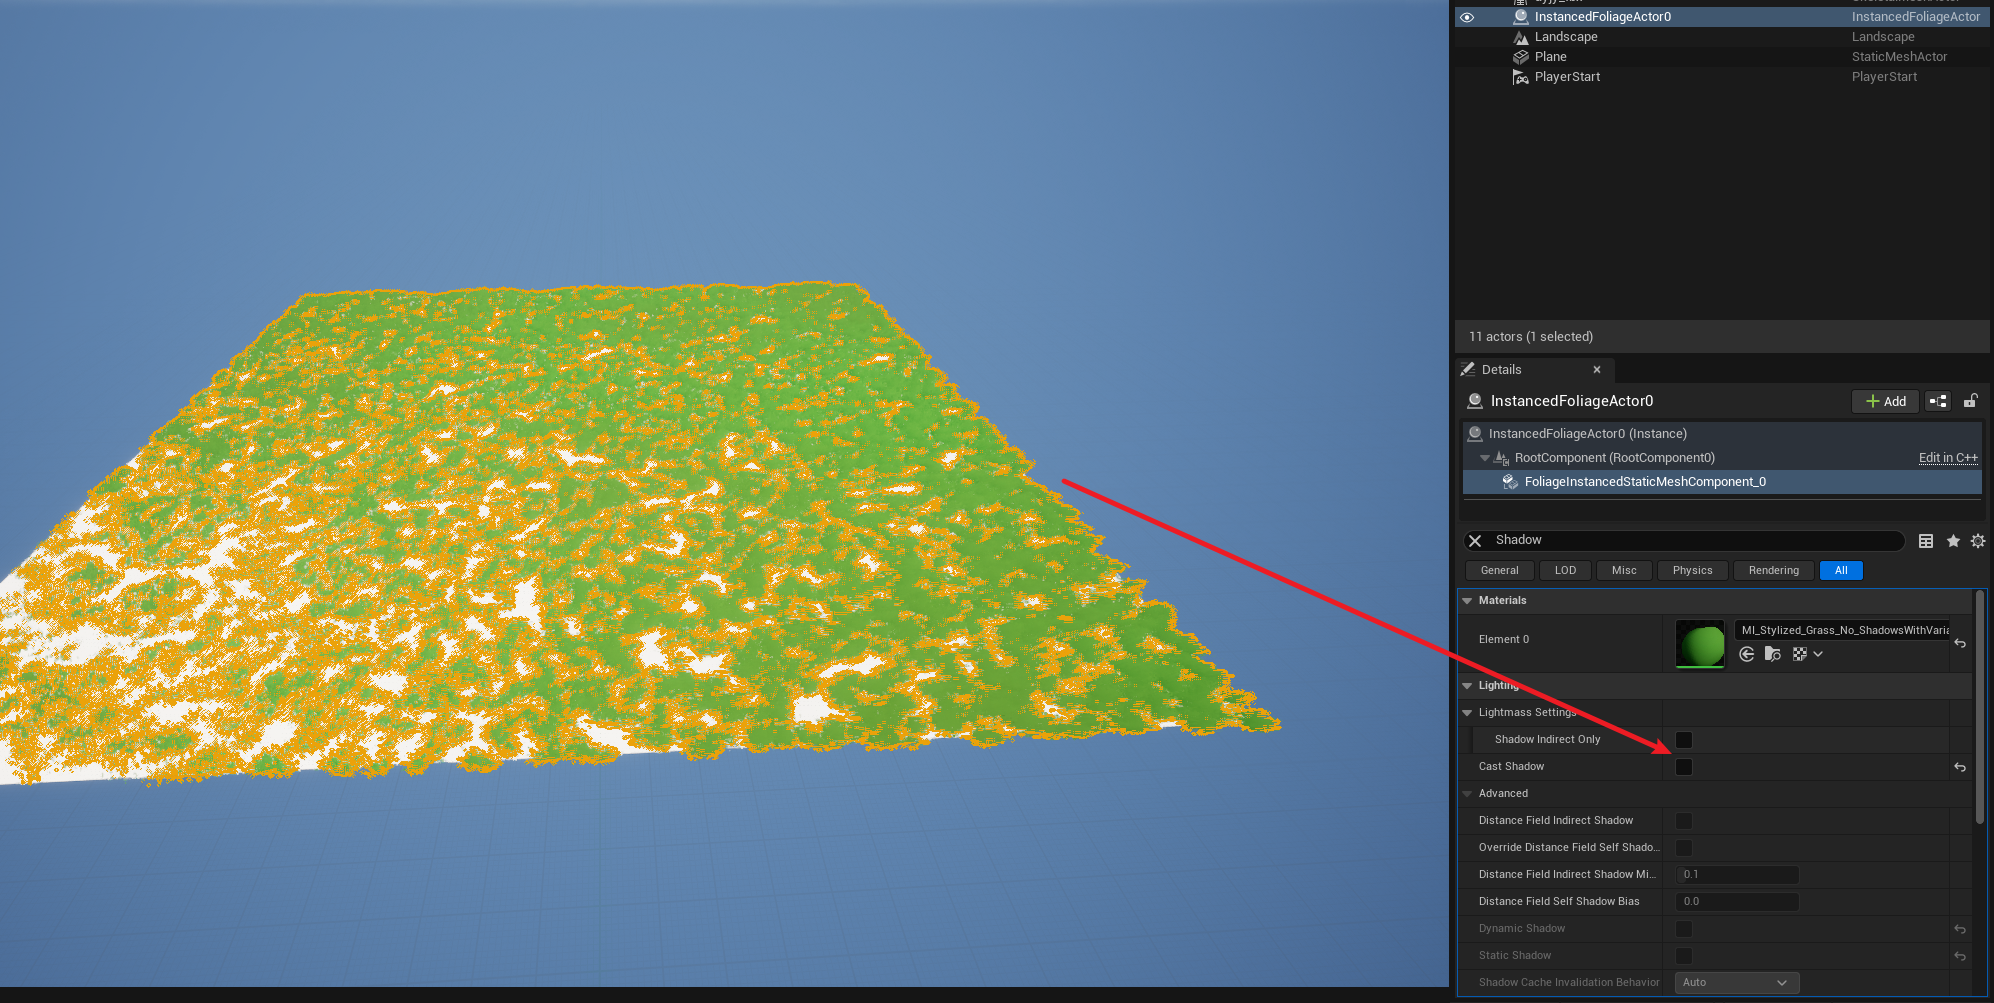 InstancedFoliageActor0 InstancedFoliageActor
Landscape Landscape
Plane StaticMeshActor
PlayerStart PlayerStart
11 actors (1 selected)
Details
InstancedFoliageActor0 Add
InstancedFoliageActor0 (Instance)
RootComponent (RootComponent0) Edit in C++
FoliageInstancedStaticMeshComponent_0
Shadow
General LOD Misc Physics Rendering All
Materials
Element 0 MI_Stylized_Grass_No_ShadowsWithVaria
Lighting
Lightmass Settings
Shadow Indirect Only
Cast Shadow
Advanced
Distance Field Indirect Shadow
Override Distance Field Self Shado...
Distance Field Indirect Shadow Mi... 0.1
Distance Field Self Shadow Bias 0.0
Dynamic Shadow
Static Shadow
Shadow Cache Invalidation Behavior Auto